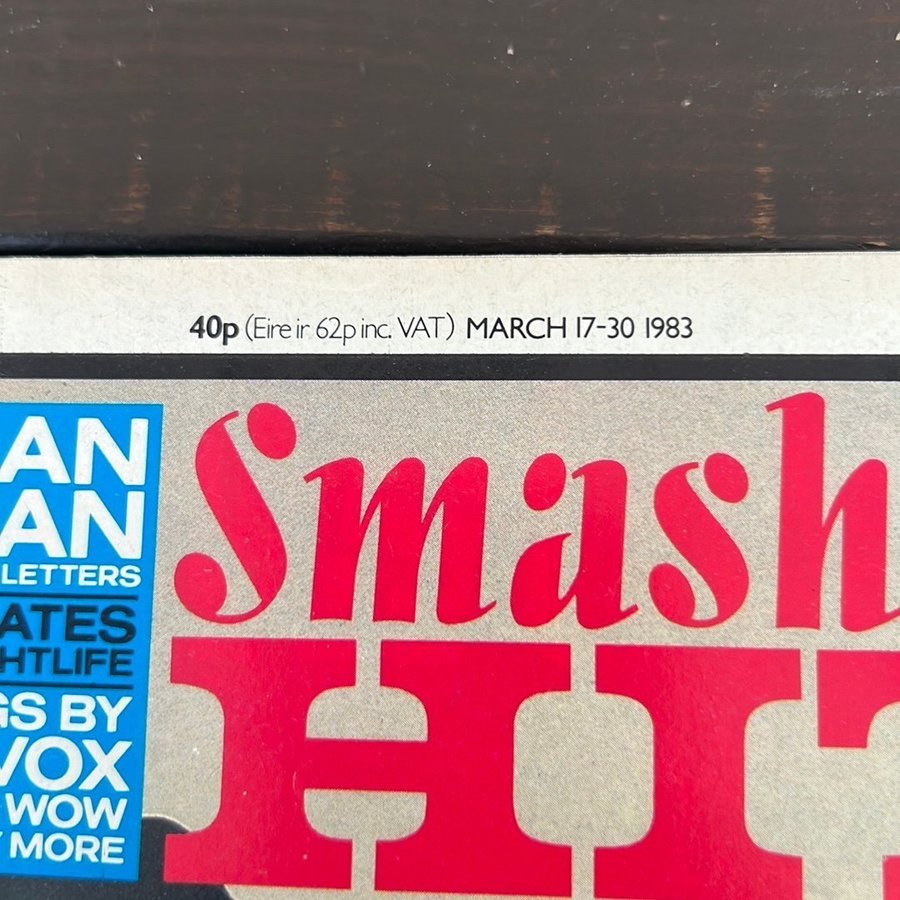 40p (Eire ir 62p inc. VAT) MARCH 17-30 1983
Smash
HIT
AN
AN
LETTERS
ATES
HTLIFE
GS BY
VOX
WOW
Y MORE